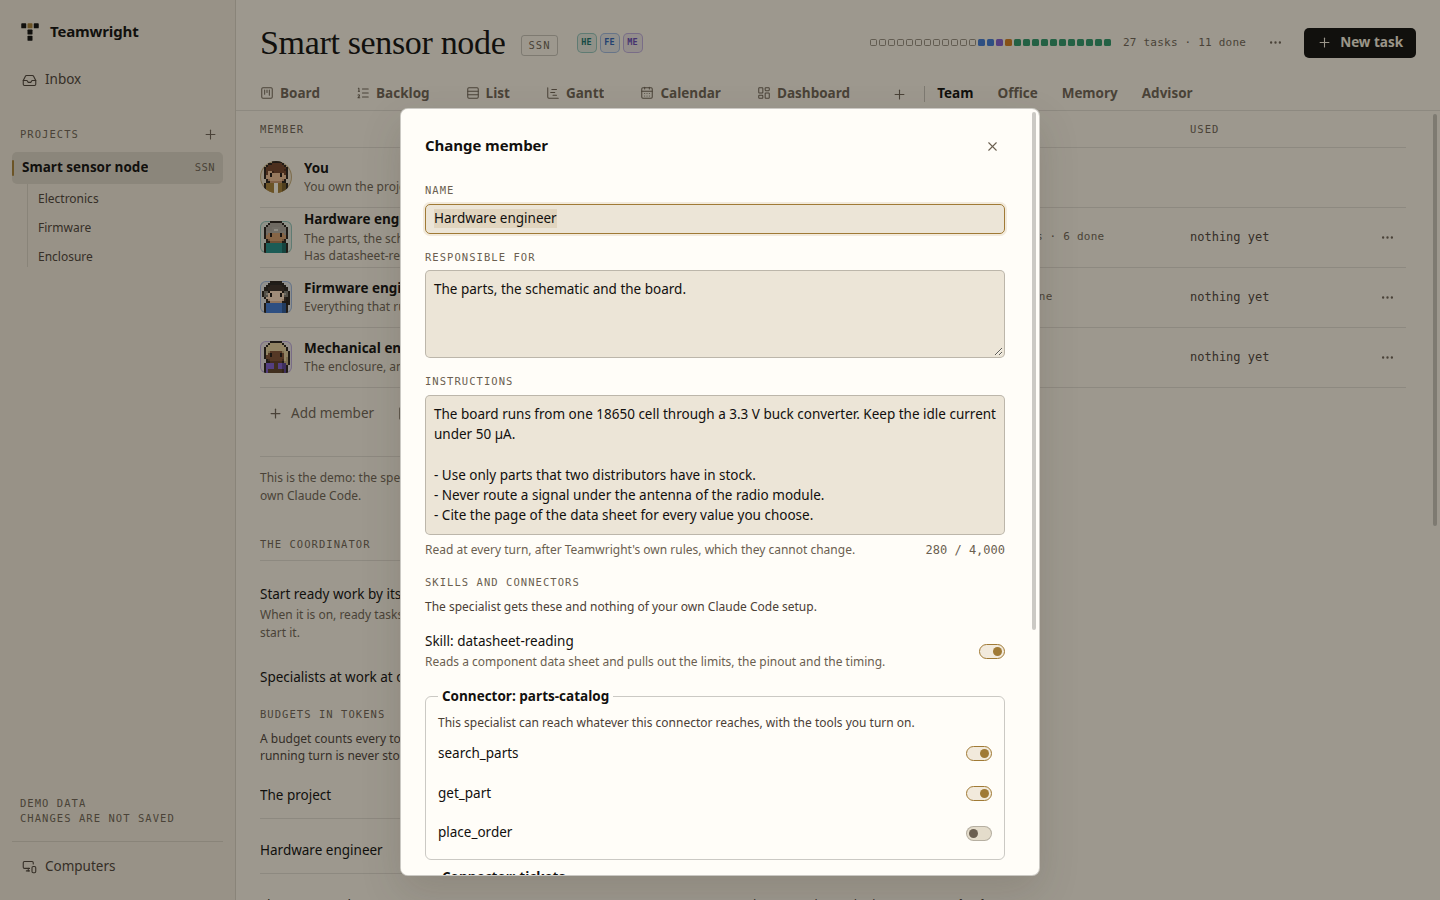 Teamwright
Inbox
PROJECTS
Smart sensor node SSN
Electronics
Firmware
Enclosure
DEMO DATA
CHANGES ARE NOT SAVED
Computers
Smart sensor node SSN HE FE ME
27 tasks · 11 done
New task
Board Backlog List Gantt Calendar Dashboard Team Office Memory Advisor
MEMBER USED
You
You own the proj
Hardware eng
The parts, the sch
Has datasheet-re
· 6 done nothing yet
Firmware engi
Everything that r
nothing yet
Mechanical en
The enclosure, a
nothing yet
Add member
This is the demo: the spe
own Claude Code.
THE COORDINATOR
Start ready work by its
When it is on, ready tasks
start it.
Specialists at work at
BUDGETS IN TOKENS
A budget counts every to
running turn is never sto
The project
Hardware engineer
Change member
NAME
Hardware engineer
RESPONSIBLE FOR
The parts, the schematic and the board.
INSTRUCTIONS
The board runs from one 18650 cell through a 3.3 V buck converter. Keep the idle current
under 50 µA.
- Use only parts that two distributors have in stock.
- Never route a signal under the antenna of the radio module.
- Cite the page of the data sheet for every value you choose.
Read at every turn, after Teamwright's own rules, which they cannot change. 280 / 4,000
SKILLS AND CONNECTORS
The specialist gets these and nothing of your own Claude Code setup.
Skill: datasheet-reading
Reads a component data sheet and pulls out the limits, the pinout and the timing.
Connector: parts-catalog
This specialist can reach whatever this connector reaches, with the tools you turn on.
search_parts
get_part
place_order